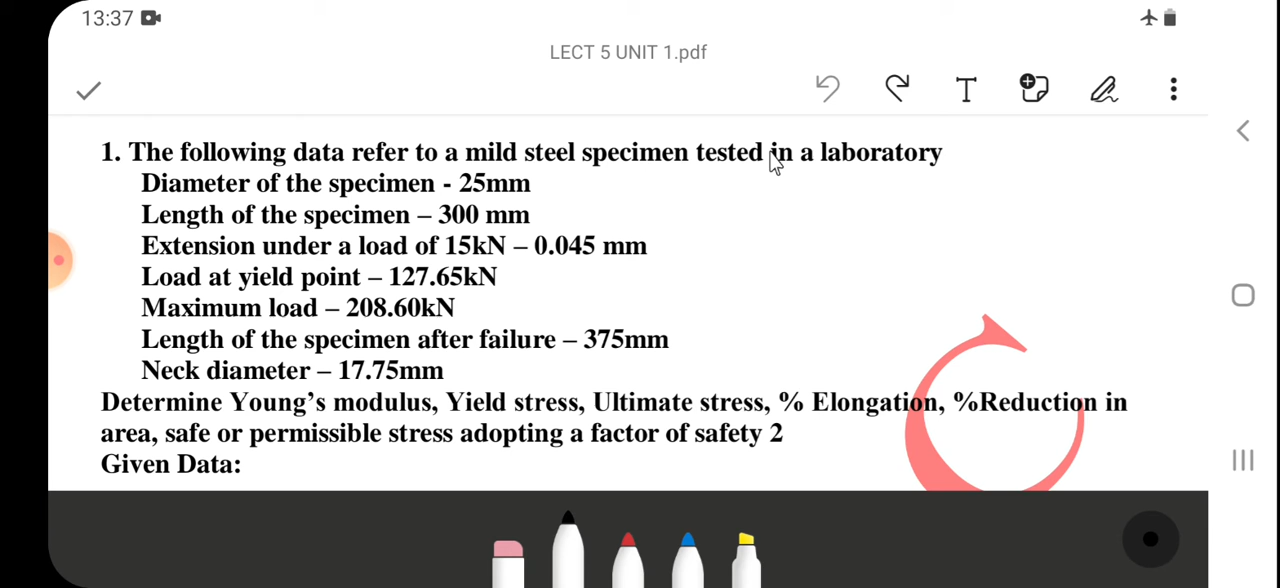 13:37
LECT 5 UNIT 1.pdf
T
1. The following data refer to a mild steel specimen tested in a laboratory
Diameter of the specimen - 25mm
Length of the specimen – 300 mm
Extension under a load of 15kN – 0.045 mm
Load at yield point – 127.65kN
Maximum load – 208.60kN
Length of the specimen after failure – 375mm
Neck diameter – 17.75mm
Determine Young’s modulus, Yield stress, Ultimate stress, % Elongation, %Reduction in
area, safe or permissible stress adopting a factor of safety 2
Given Data: